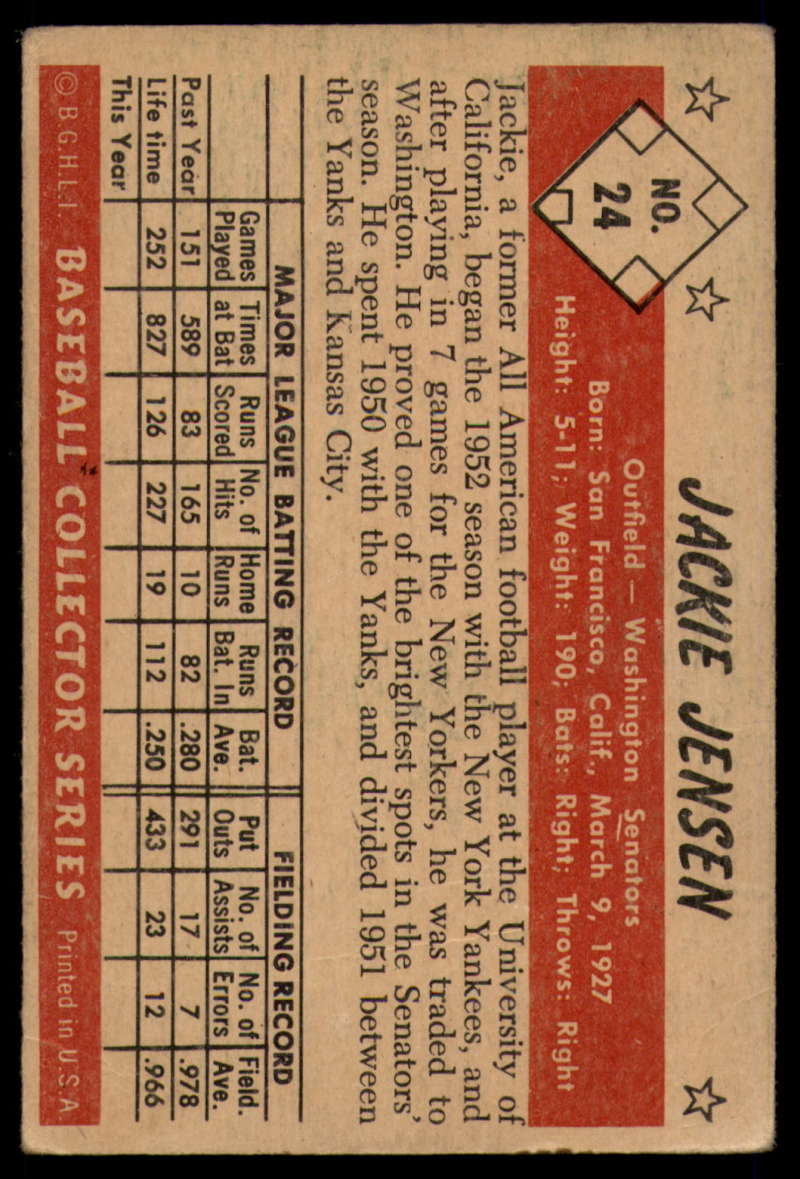 JACKIE JENSEN
NO.
24
Outfield — Washington Senators
Born: San Francisco, Calif., March 9, 1927
Height: 5-11; Weight: 190; Bats: Right; Throws: Right
Jackie, a former All American football player at the University of
California, began the 1952 season with the New York Yankees, and
after playing in 7 games for the New Yorkers, he was traded to
Washington. He proved one of the brightest spots in the Senators'
season. He spent 1950 with the Yanks, and divided 1951 between
the Yanks and Kansas City.
MAJOR LEAGUE BATTING RECORD FIELDING RECORD
Games Played Times at Bat Runs Scored No. of Hits Home Runs Runs Bat. In Bat. Ave. Put Outs No. of Assists No. of Errors Field. Ave.
Past Year 151 589 83 165 10 82 .280 291 17 7 .978
Life time 252 827 126 227 19 112 .250 433 23 12 .966
This Year
© B.G.H.L.I BASEBALL COLLECTOR SERIES Printed in U.S.A.